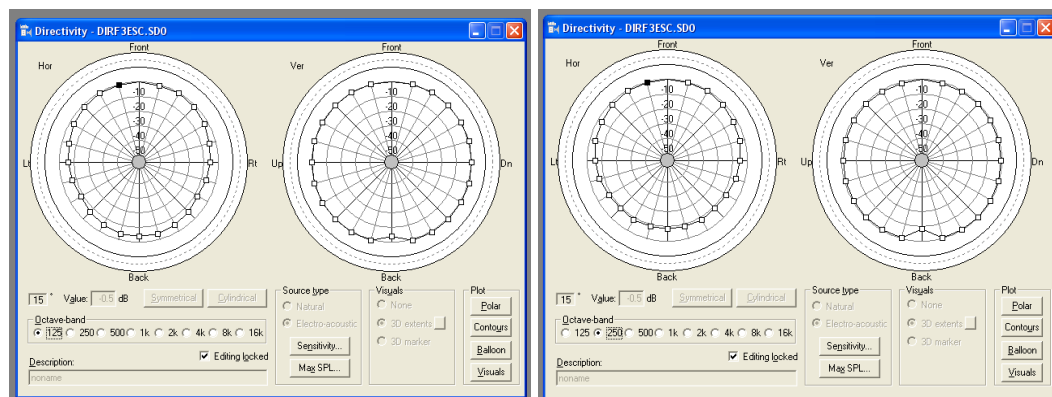 Directivity - DIRF3ESC.SD0
Front
Hor
Ver
Front
-10
-20
-30
-40
-50
-10
-20
-30
-40
-50
Lt
Rt
Up
Dn
Back
Back
15 ° Value: -0.5 dB Symmetrical Cylindrical
Octave-band
125 250 500 1k 2k 4k 8k 16k
Editing locked
Description:
noname
Source type
Natural
Electro-acoustic
Sensitivity...
Max SPL...
Visuals
None
3D extents
3D marker
Plot
Polar
Contours
Balloon
Visuals
Directivity - DIRF3ESC.SD0
Front
Hor
Ver
Front
-10
-20
-30
-40
-50
-10
-20
-30
-40
-50
Lt
Rt
Up
Dn
Back
Back
15 ° Value: -0.5 dB Symmetrical Cylindrical
Octave-band
125 250 500 1k 2k 4k 8k 16k
Editing locked
Description:
noname
Source type
Natural
Electro-acoustic
Sensitivity...
Max SPL...
Visuals
None
3D extents
3D marker
Plot
Polar
Contours
Balloon
Visuals